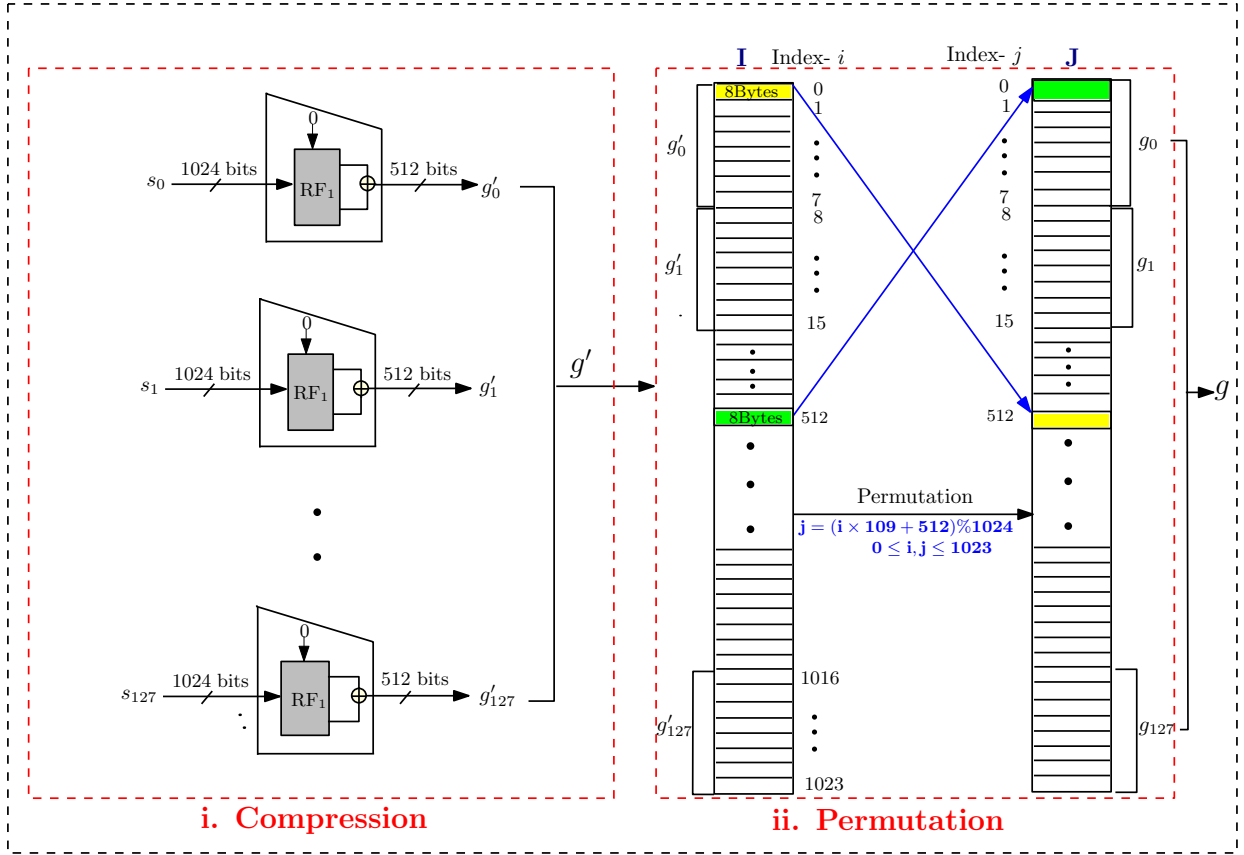 I Index- i Index- j J
0
1024 bits 512 bits
s₀ RF₁ ⊕ g′₀
0
1024 bits 512 bits
s₁ RF₁ ⊕ g′₁
0
1024 bits 512 bits
s₁₂₇ RF₁ ⊕ g′₁₂₇
g′
i. Compression
8Bytes 0 0
1 1
g′₀ g₀
7 7
8 8
g′₁ g₁
15 15
8Bytes 512 512
g
Permutation
j = (i × 109 + 512)%1024
0 ≤ i, j ≤ 1023
1016
g′₁₂₇ g₁₂₇
1023
ii. Permutation